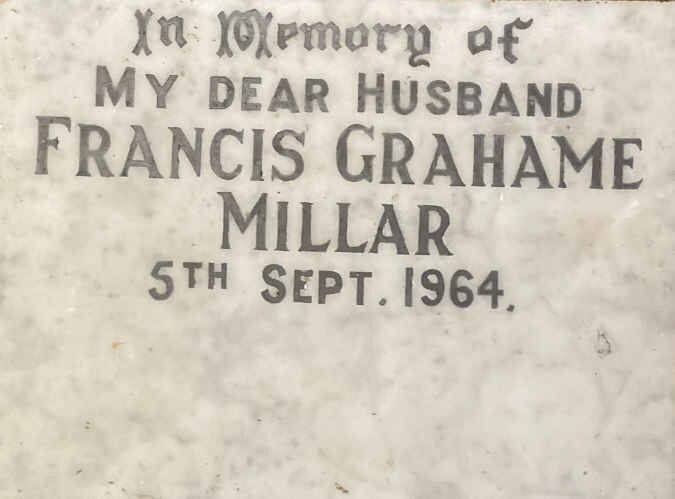 In Memory of
MY DEAR HUSBAND
FRANCIS GRAHAME
MILLAR
5TH SEPT. 1964.